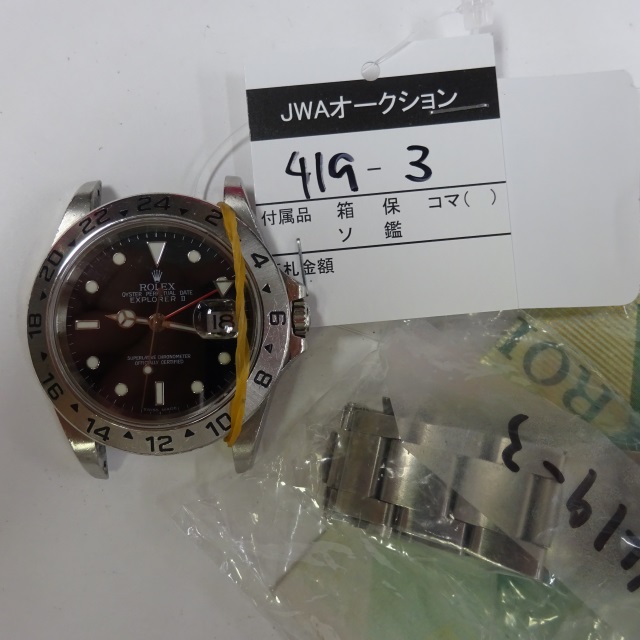 JWAオークション
419-3
付属品 箱 保 コマ( )
ソ 鑑
札金額
24
2
4
6
8
10
12
14
16
18
20
22
ROLEX
OYSTER PERPETUAL DATE
EXPLORER II
18
SUPERLATIVE CHRONOMETER
OFFICIALLY CERTIFIED
ROL
419-3